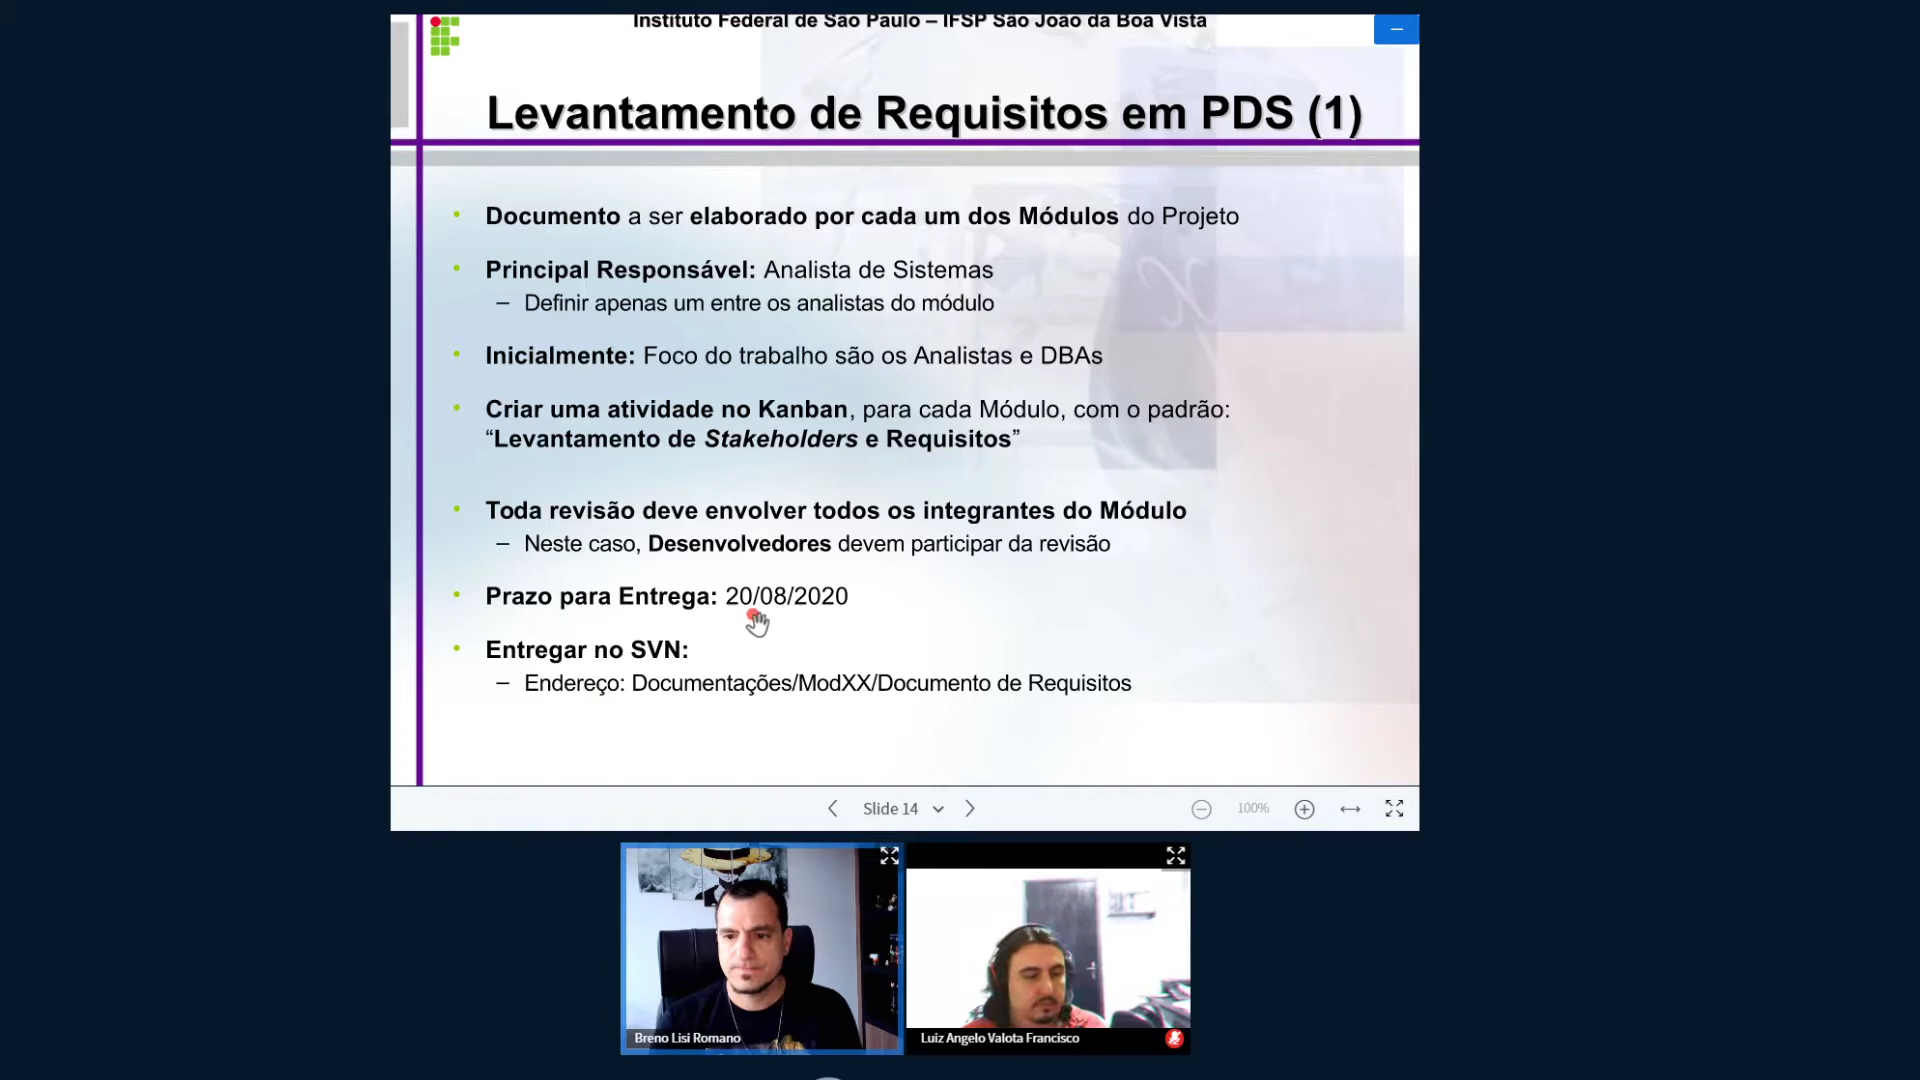 Instituto Federal de São Paulo – IFSP São João da Boa Vista
Levantamento de Requisitos em PDS (1)
• Documento a ser elaborado por cada um dos Módulos do Projeto
• Principal Responsável: Analista de Sistemas
– Definir apenas um entre os analistas do módulo
• Inicialmente: Foco do trabalho são os Analistas e DBAs
• Criar uma atividade no Kanban, para cada Módulo, com o padrão:
“Levantamento de Stakeholders e Requisitos”
• Toda revisão deve envolver todos os integrantes do Módulo
– Neste caso, Desenvolvedores devem participar da revisão
• Prazo para Entrega: 20/08/2020
• Entregar no SVN:
– Endereço: Documentações/ModXX/Documento de Requisitos
Slide 14
100%
Breno Lisi Romano
Luiz Angelo Valota Francisco